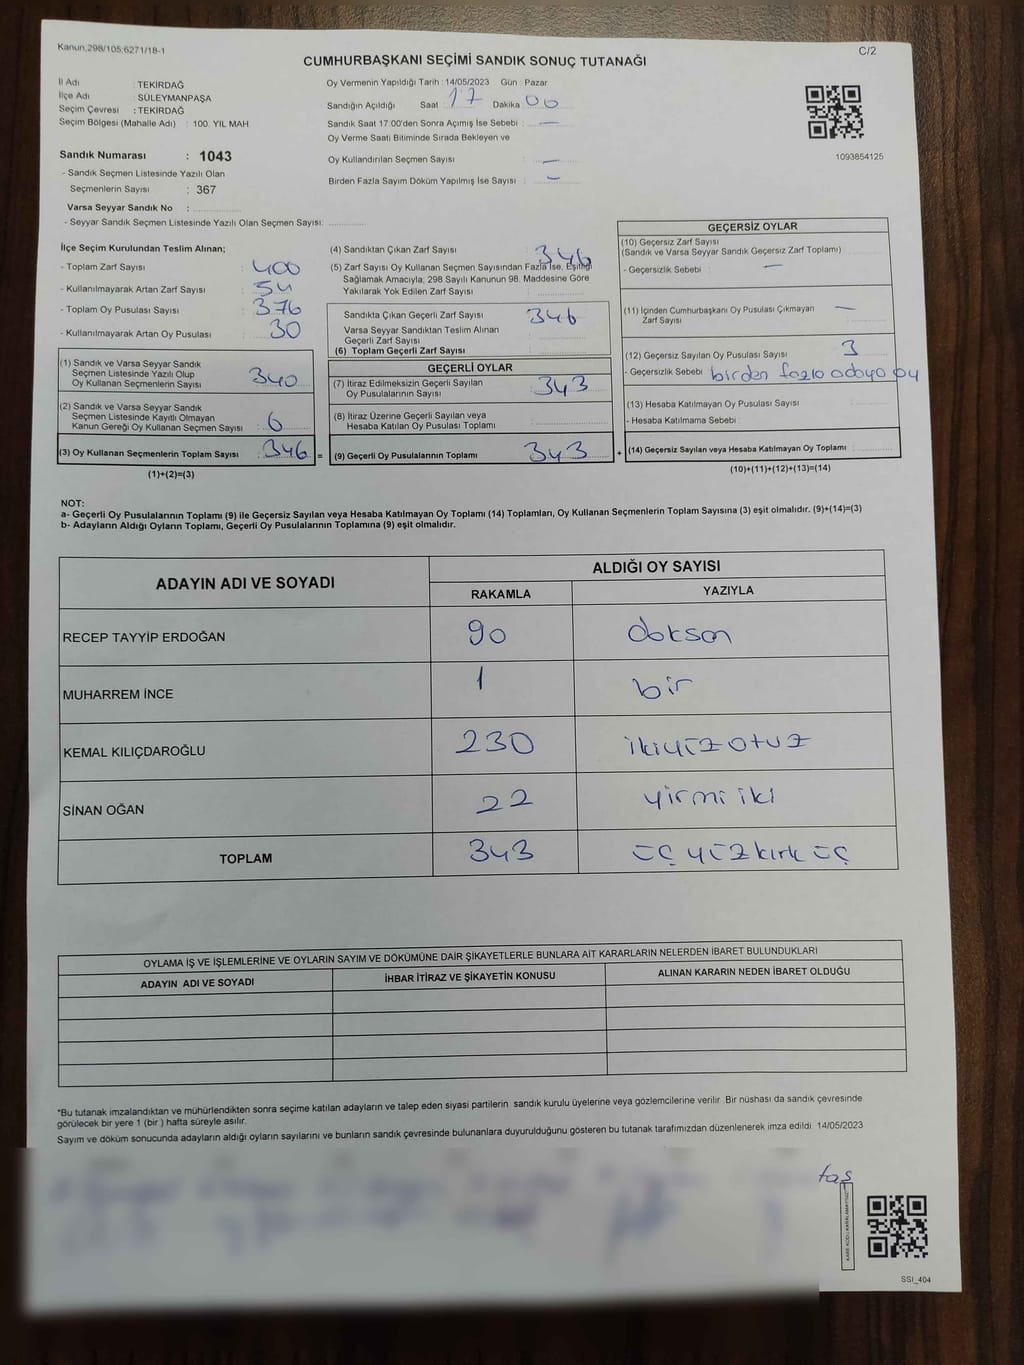 Kanun,298/105,6271/18-1
C/2
CUMHURBAŞKANI SEÇİMİ SANDIK SONUÇ TUTANAĞI
İl Adı : TEKİRDAĞ
İlçe Adı : SÜLEYMANPAŞA
Seçim Çevresi : TEKİRDAĞ
Seçim Bölgesi (Mahalle Adı) : 100. YIL MAH
Sandık Numarası : 1043
- Sandık Seçmen Listesinde Yazılı Olan
Seçmenlerin Sayısı : 367
Varsa Seyyar Sandık No :
- Seyyar Sandık Seçmen Listesinde Yazılı Olan Seçmen Sayısı:
Oy Vermenin Yapıldığı Tarih : 14/05/2023 Gün : Pazar
Sandığın Açıldığı Saat : 17 Dakika 00
Sandık Saat 17:00'den Sonra Açımış İse Sebebi : —
Oy Verme Saati Bitiminde Sırada Bekleyen ve
Oy Kullandırılan Seçmen Sayısı : —
Birden Fazla Sayım Döküm Yapılmış İse Sayısı : —
1093854125
İlçe Seçim Kurulundan Teslim Alınan;
- Toplam Zarf Sayısı : 400
- Kullanılmayarak Artan Zarf Sayısı : 54
- Toplam Oy Pusulası Sayısı : 376
- Kullanılmayarak Artan Oy Pusulası : 30
(1) Sandık ve Varsa Seyyar Sandık
Seçmen Listesinde Yazılı Olup
Oy Kullanan Seçmenlerin Sayısı 340
(2) Sandık ve Varsa Seyyar Sandık
Seçmen Listesinde Kayıtlı Olmayan
Kanun Gereği Oy Kullanan Seçmen Sayısı : 6
(3) Oy Kullanan Seçmenlerin Toplam Sayısı : 346 =
(1)+(2)=(3)
(4) Sandıktan Çıkan Zarf Sayısı : 346
(5) Zarf Sayısı Oy Kullanan Seçmen Sayısından Fazla İse, Eşitliği
Sağlamak Amacıyla; 298 Sayılı Kanunun 98. Maddesine Göre
Yakılarak Yok Edilen Zarf Sayısı :
Sandıkta Çıkan Geçerli Zarf Sayısı 346
Varsa Seyyar Sandıktan Teslim Alınan
Geçerli Zarf Sayısı :
(6) Toplam Geçerli Zarf Sayısı :
GEÇERLİ OYLAR
(7) İtiraz Edilmeksizin Geçerli Sayılan
Oy Pusulalarının Sayısı : 343
(8) İtiraz Üzerine Geçerli Sayılan veya
Hesaba Katılan Oy Pusulası Toplamı :
(9) Geçerli Oy Pusulalarının Toplamı : 343 +
GEÇERSİZ OYLAR
(10) Geçersiz Zarf Sayısı
(Sandık ve Varsa Seyyar Sandık Geçersiz Zarf Toplamı)
- Geçersizlik Sebebi : —
(11) İçinden Cumhurbaşkanı Oy Pusulası Çıkmayan —
Zarf Sayısı :
(12) Geçersiz Sayılan Oy Pusulası Sayısı : 3
- Geçersizlik Sebebi birden fazla adaya oy
(13) Hesaba Katılmayan Oy Pusulası Sayısı :
- Hesaba Katılmama Sebebi :
(14) Geçersiz Sayılan veya Hesaba Katılmayan Oy Toplamı :
(10)+(11)+(12)+(13)=(14)
NOT:
a- Geçerli Oy Pusulalarının Toplamı (9) ile Geçersiz Sayılan veya Hesaba Katılmayan Oy Toplamı (14) Toplamları, Oy Kullanan Seçmenlerin Toplam Sayısına (3) eşit olmalıdır. (9)+(14)=(3)
b- Adayların Aldığı Oyların Toplamı, Geçerli Oy Pusulalarının Toplamına (9) eşit olmalıdır.
ADAYIN ADI VE SOYADI
ALDIĞI OY SAYISI
RAKAMLA YAZIYLA
RECEP TAYYİP ERDOĞAN 90 doksan
MUHARREM İNCE 1 bir
KEMAL KILIÇDAROĞLU 230 ikiyüzotuz
SİNAN OĞAN 22 yirmi iki
TOPLAM 343 üçyüzkırküç
OYLAMA İŞ VE İŞLEMLERİNE VE OYLARIN SAYIM VE DÖKÜMÜNE DAİR ŞİKAYETLERLE BUNLARA AİT KARARLARIN NELERDEN İBARET BULUNDUKLARI
ADAYIN ADI VE SOYADI İHBAR İTİRAZ VE ŞİKAYETİN KONUSU ALINAN KARARIN NEDEN İBARET OLDUĞU
*Bu tutanak imzalandıktan ve mühürlendikten sonra seçime katılan adayların ve talep eden siyasi partilerin sandık kurulu üyelerine veya gözlemcilerine verilir. Bir nüshası da sandık çevresinde
görülecek bir yere 1 (bir ) hafta süreyle asılır.
Sayım ve döküm sonucunda adayların aldığı oyların sayılarını ve bunların sandık çevresinde bulunanlara duyurulduğunu gösteren bu tutanak tarafımızdan düzenlenerek imza edildi 14/05/2023
taş
SSI_404